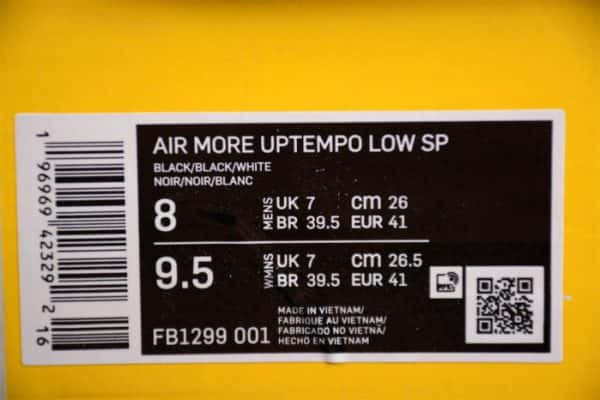 AIR MORE UPTEMPO LOW SP
BLACK/BLACK/WHITE
NOIR/NOIR/BLANC
8 MENS UK 7 cm 26
BR 39.5 EUR 41
9.5 WMNS UK 7 cm 26.5
BR 39.5 EUR 41
MADE IN VIETNAM/
FABRIQUE AU VIETNAM/
FABRICADO NO VIETNÃ/
HECHO EN VIETNAM
FB1299 001
1 96969 42329 2 16